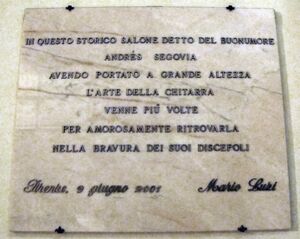 IN QUESTO STORICO SALONE DETTO DEL BUONUMORE
ANDRÉS SEGOVIA
AVENDO PORTATO A GRANDE ALTEZZA
L'ARTE DELLA CHITARRA
VENNE PIÚ VOLTE
PER AMOROSAMENTE RITROVARLA
NELLA BRAVURA DEI SUOI DISCEPOLI
Firenze, 9 giugno 2001 Mario Luzi